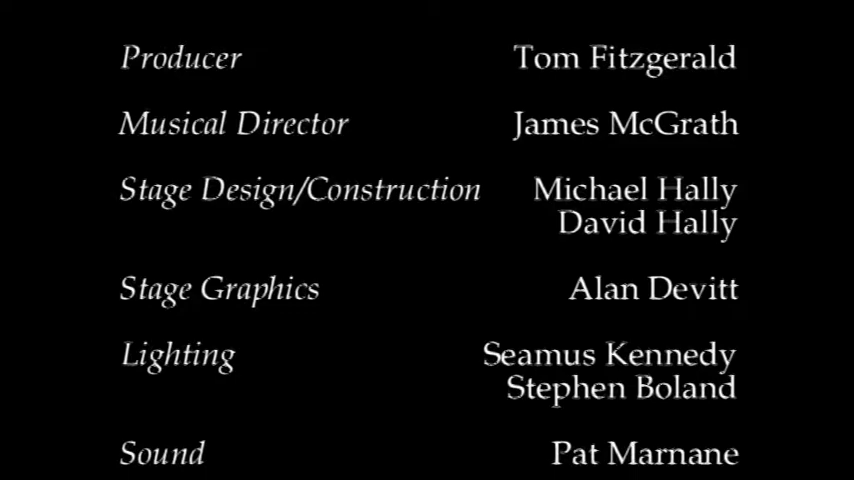 Producer Tom Fitzgerald
Musical Director James McGrath
Stage Design/Construction Michael Hally
David Hally
Stage Graphics Alan Devitt
Lighting Seamus Kennedy
Stephen Boland
Sound Pat Marnane